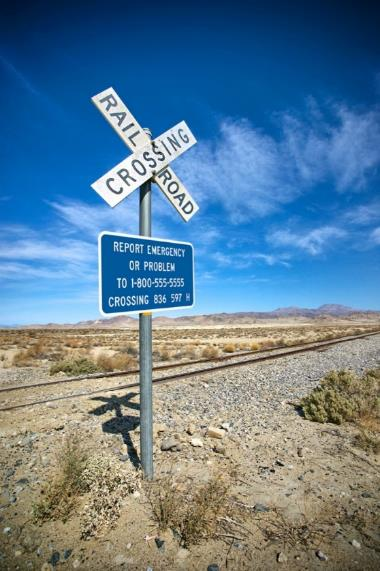 RAIL ROAD
CROSSING
REPORT EMERGENCY
OR PROBLEM
TO 1-800-555-5555
CROSSING 836 597 H